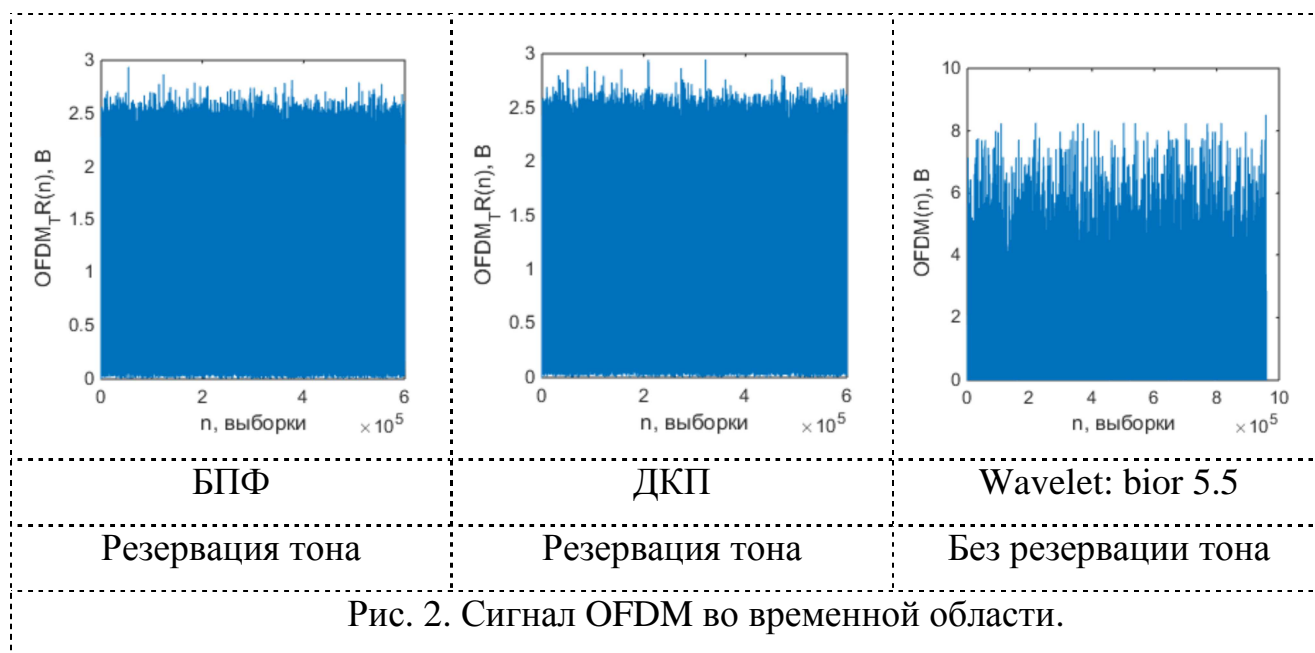 3
2.5
2
1.5
1
0.5
0
OFDM_TR(n), В
0 2 4 6
n, выборки ×10^5
3
2.5
2
1.5
1
0.5
0
OFDM_TR(n), В
0 2 4 6
n, выборки ×10^5
10
8
6
4
2
0
OFDM(n), В
0 2 4 6 8 10
n, выборки ×10^5
БПФ ДКП Wavelet: bior 5.5
Резервация тона Резервация тона Без резервации тона
Рис. 2. Сигнал OFDM во временной области.